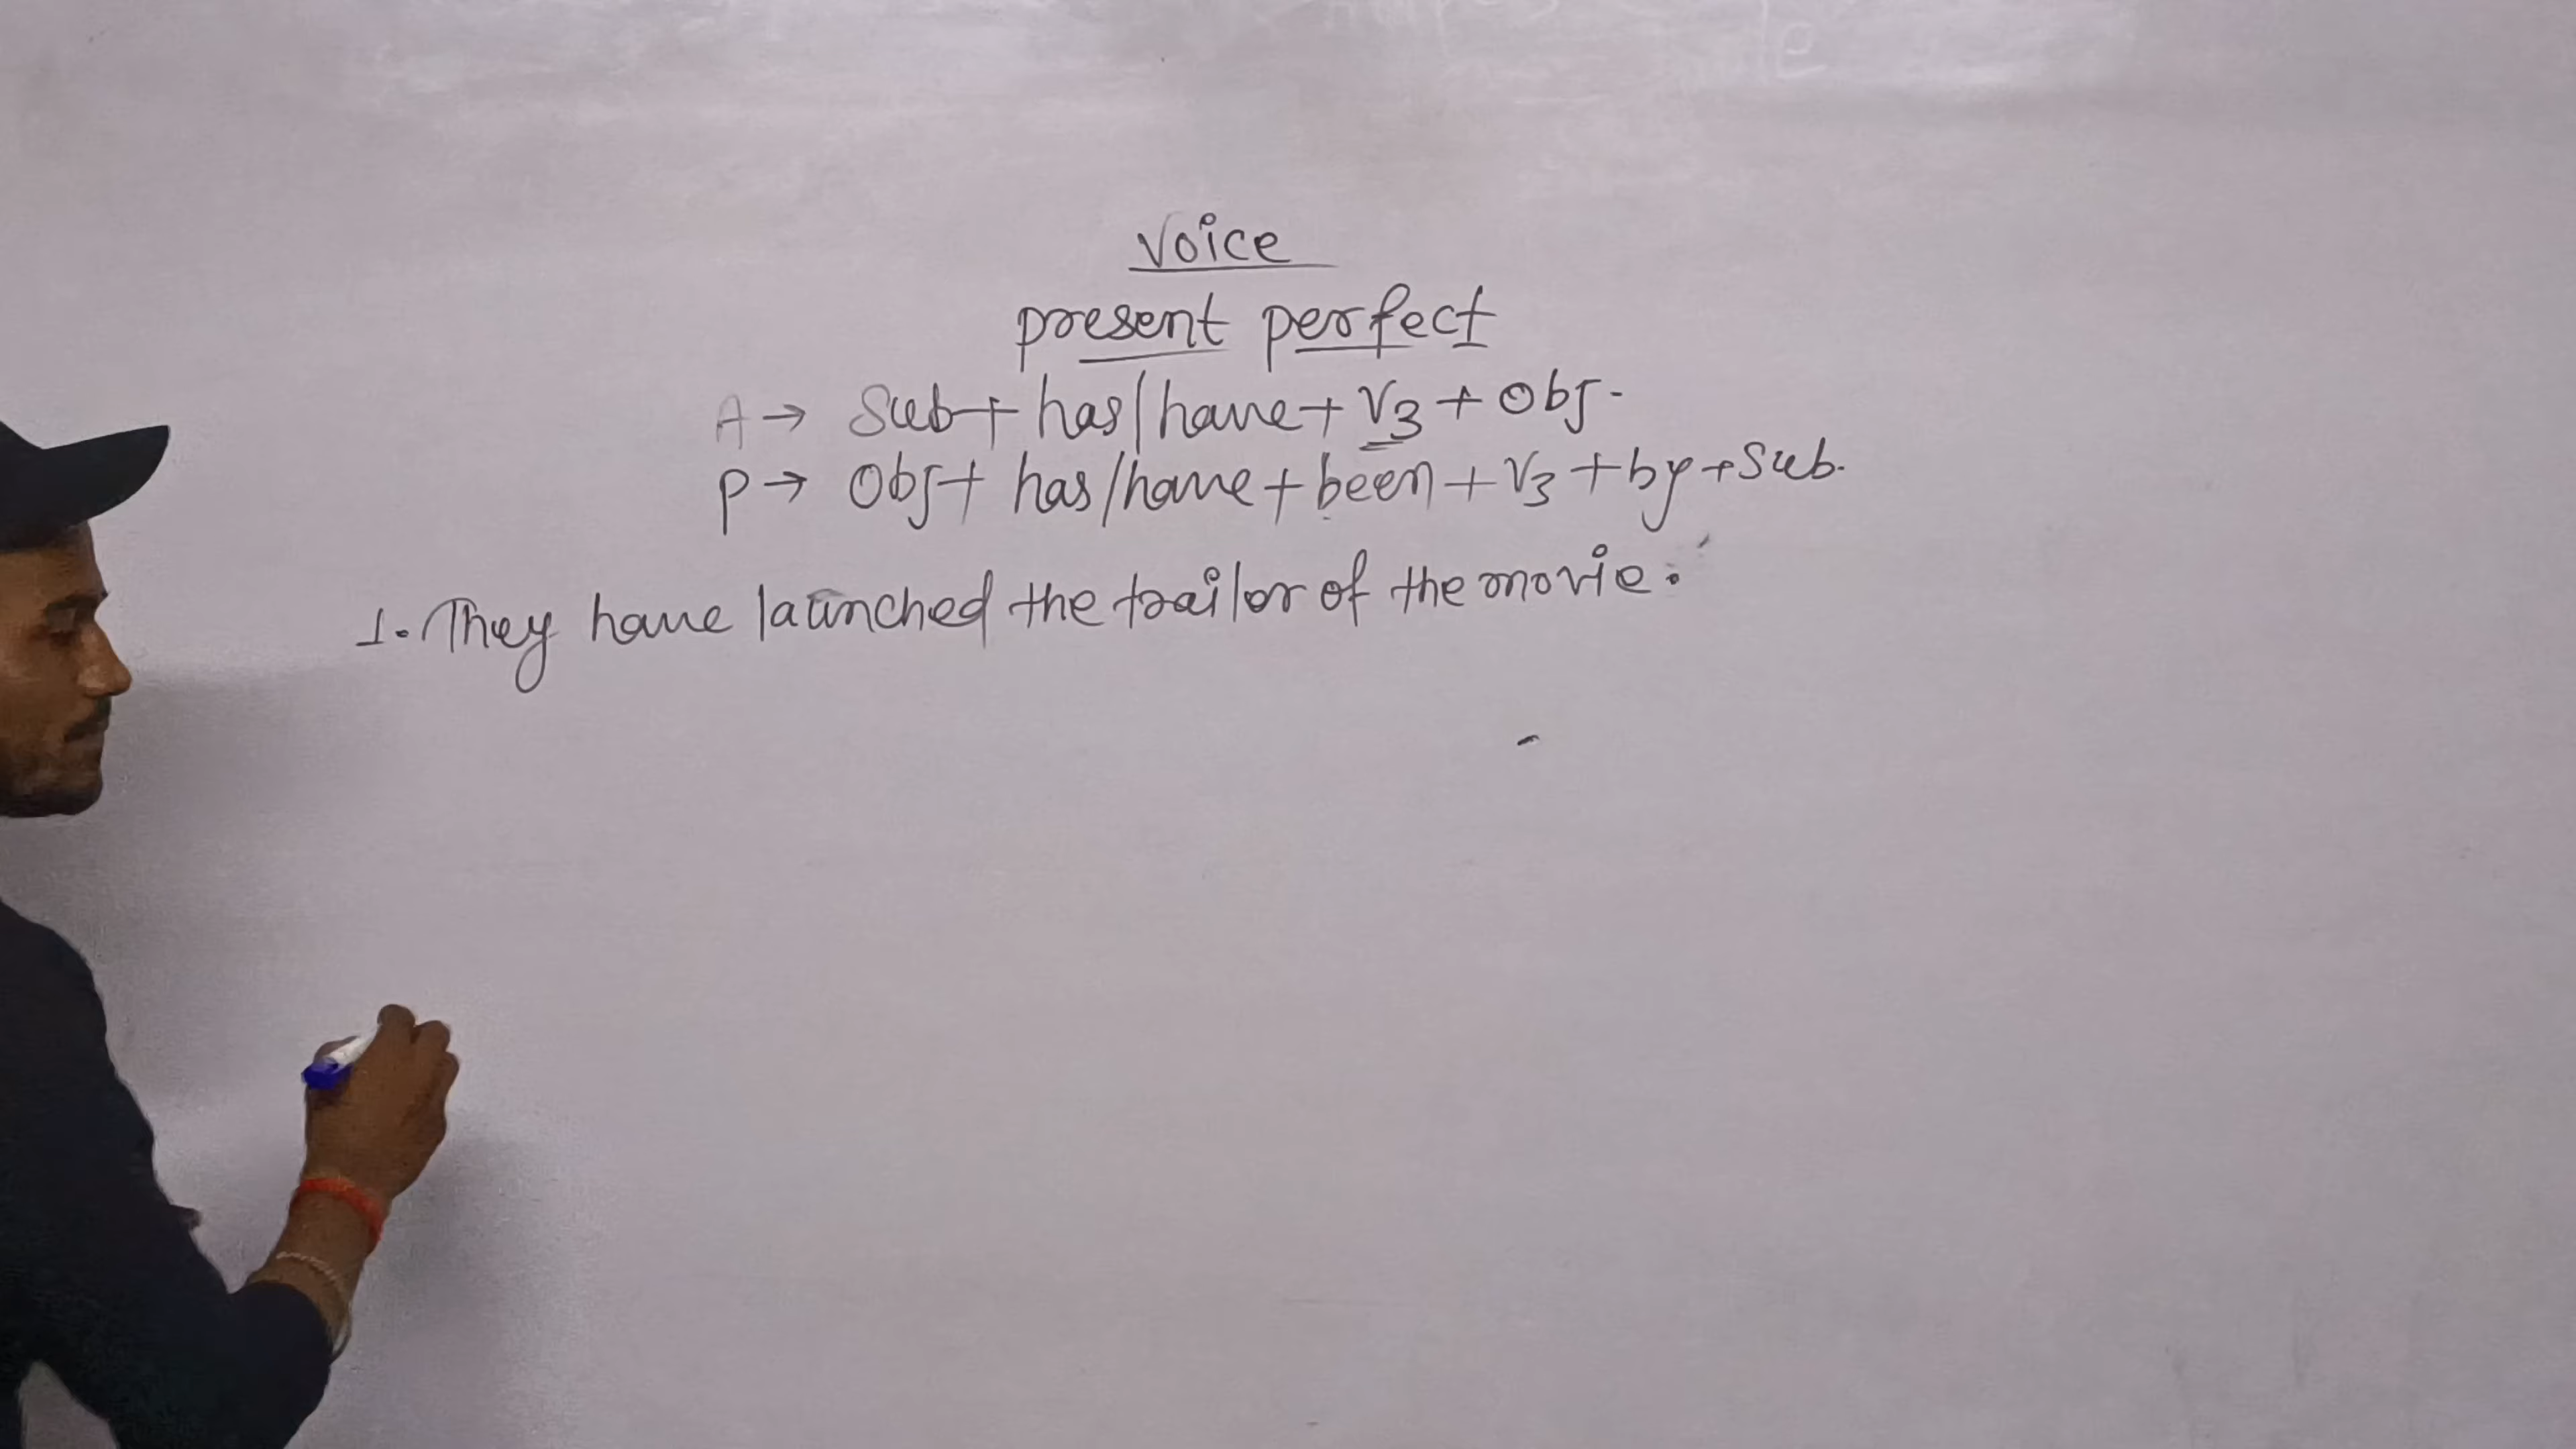 Voice
present perfect
A → Sub + has/have + V3 + Obj.
P → Obj + has/have + been + V3 + by + Sub.
1. They have launched the trailor of the movie.